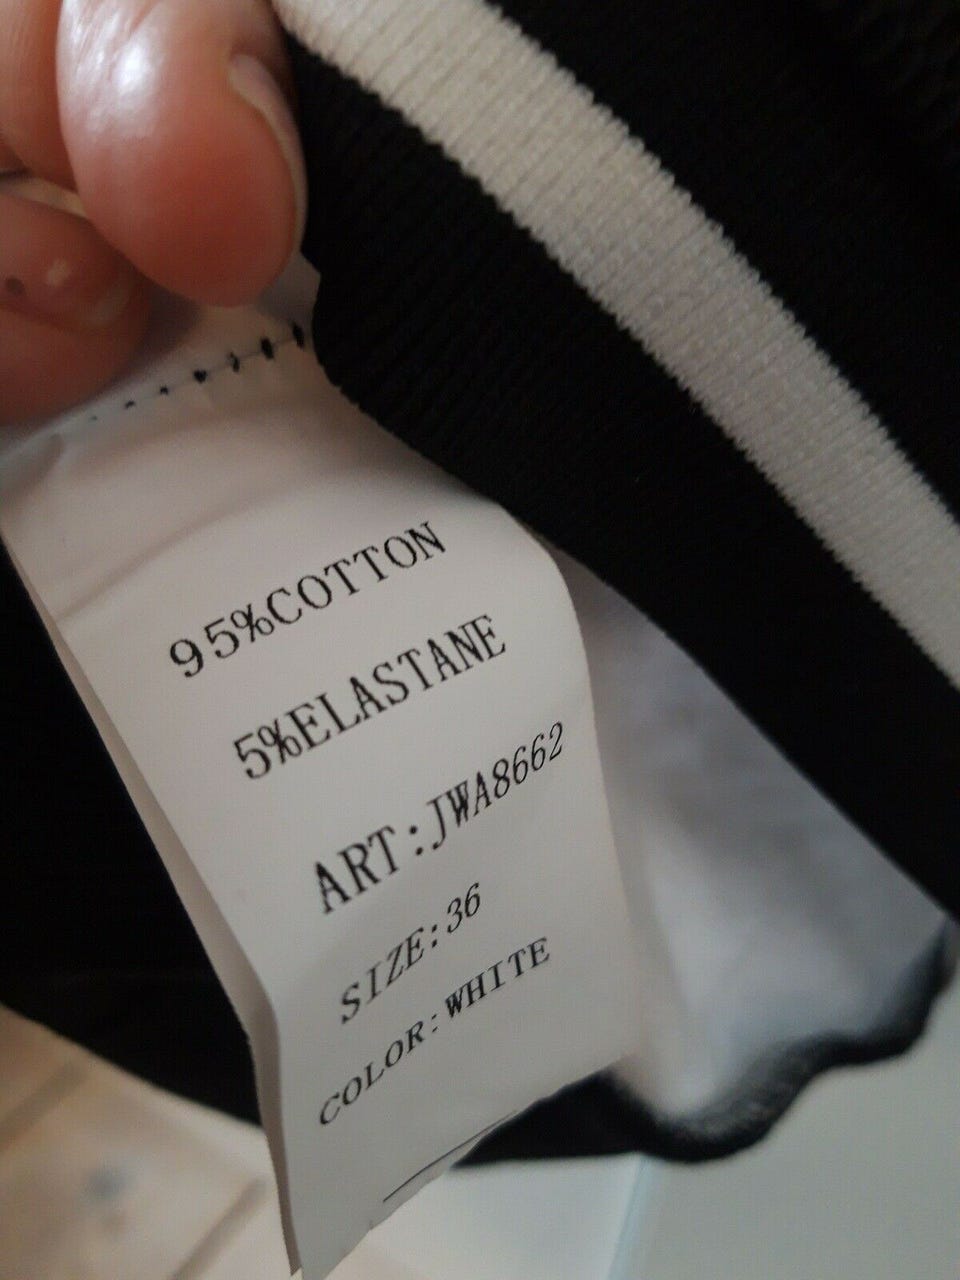 95%COTTON
5%ELASTANE
ART:JWA8662
SIZE:36
COLOR:WHITE